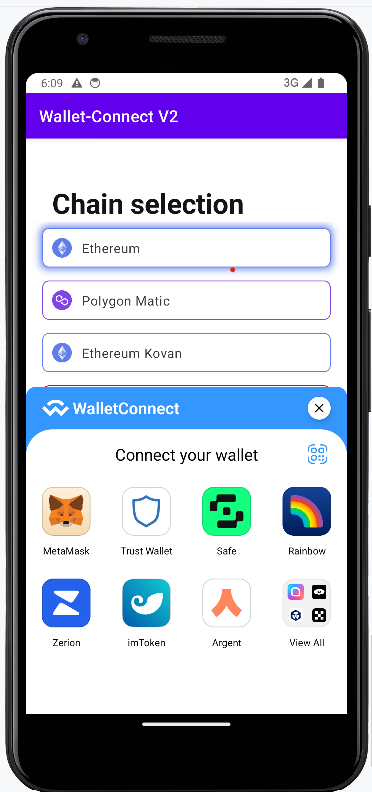 6:09
3G
Wallet-Connect V2
Chain selection
Ethereum
Polygon Matic
Ethereum Kovan
WalletConnect
Connect your wallet
MetaMask Trust Wallet Safe Rainbow
Zerion imToken Argent View All